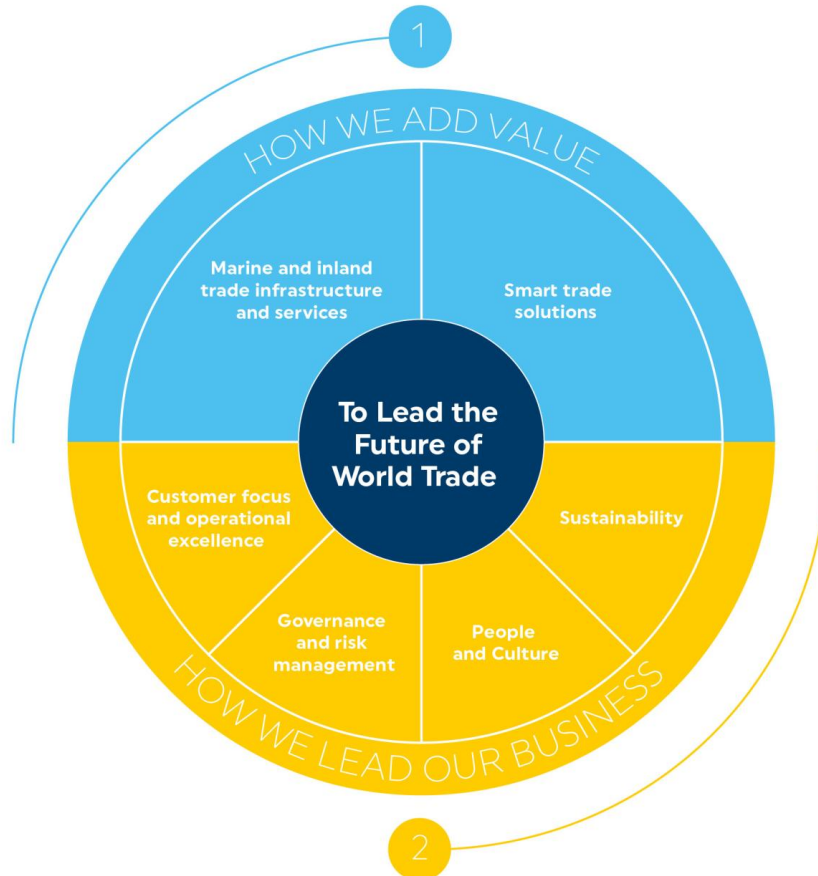 1
HOW WE ADD VALUE
Marine and inland
trade infrastructure
and services
Smart trade
solutions
To Lead the
Future of
World Trade
Customer focus
and operational
excellence
Sustainability
Governance
and risk
management
People
and Culture
HOW WE LEAD OUR BUSINESS
2